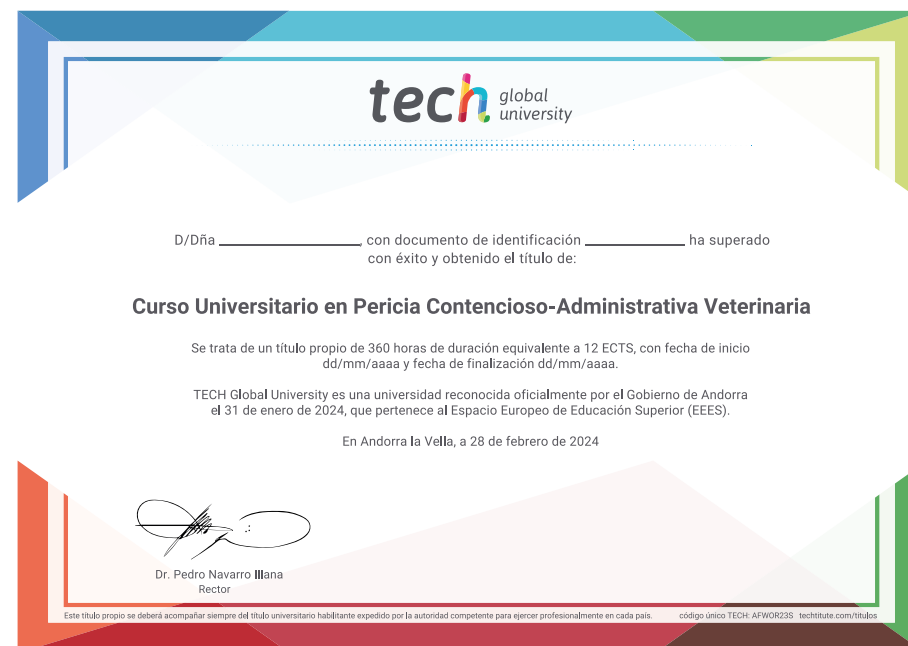 tech global university
D/Dña ____________________, con documento de identificación ______________ ha superado
con éxito y obtenido el título de:
Curso Universitario en Pericia Contencioso-Administrativa Veterinaria
Se trata de un título propio de 360 horas de duración equivalente a 12 ECTS, con fecha de inicio
dd/mm/aaaa y fecha de finalización dd/mm/aaaa.
TECH Global University es una universidad reconocida oficialmente por el Gobierno de Andorra
el 31 de enero de 2024, que pertenece al Espacio Europeo de Educación Superior (EEES).
En Andorra la Vella, a 28 de febrero de 2024
Dr. Pedro Navarro Illana
Rector
Este título propio se deberá acompañar siempre del título universitario habilitante expedido por la autoridad competente para ejercer profesionalmente en cada país. código único TECH: AFWOR23S techtitute.com/titulos